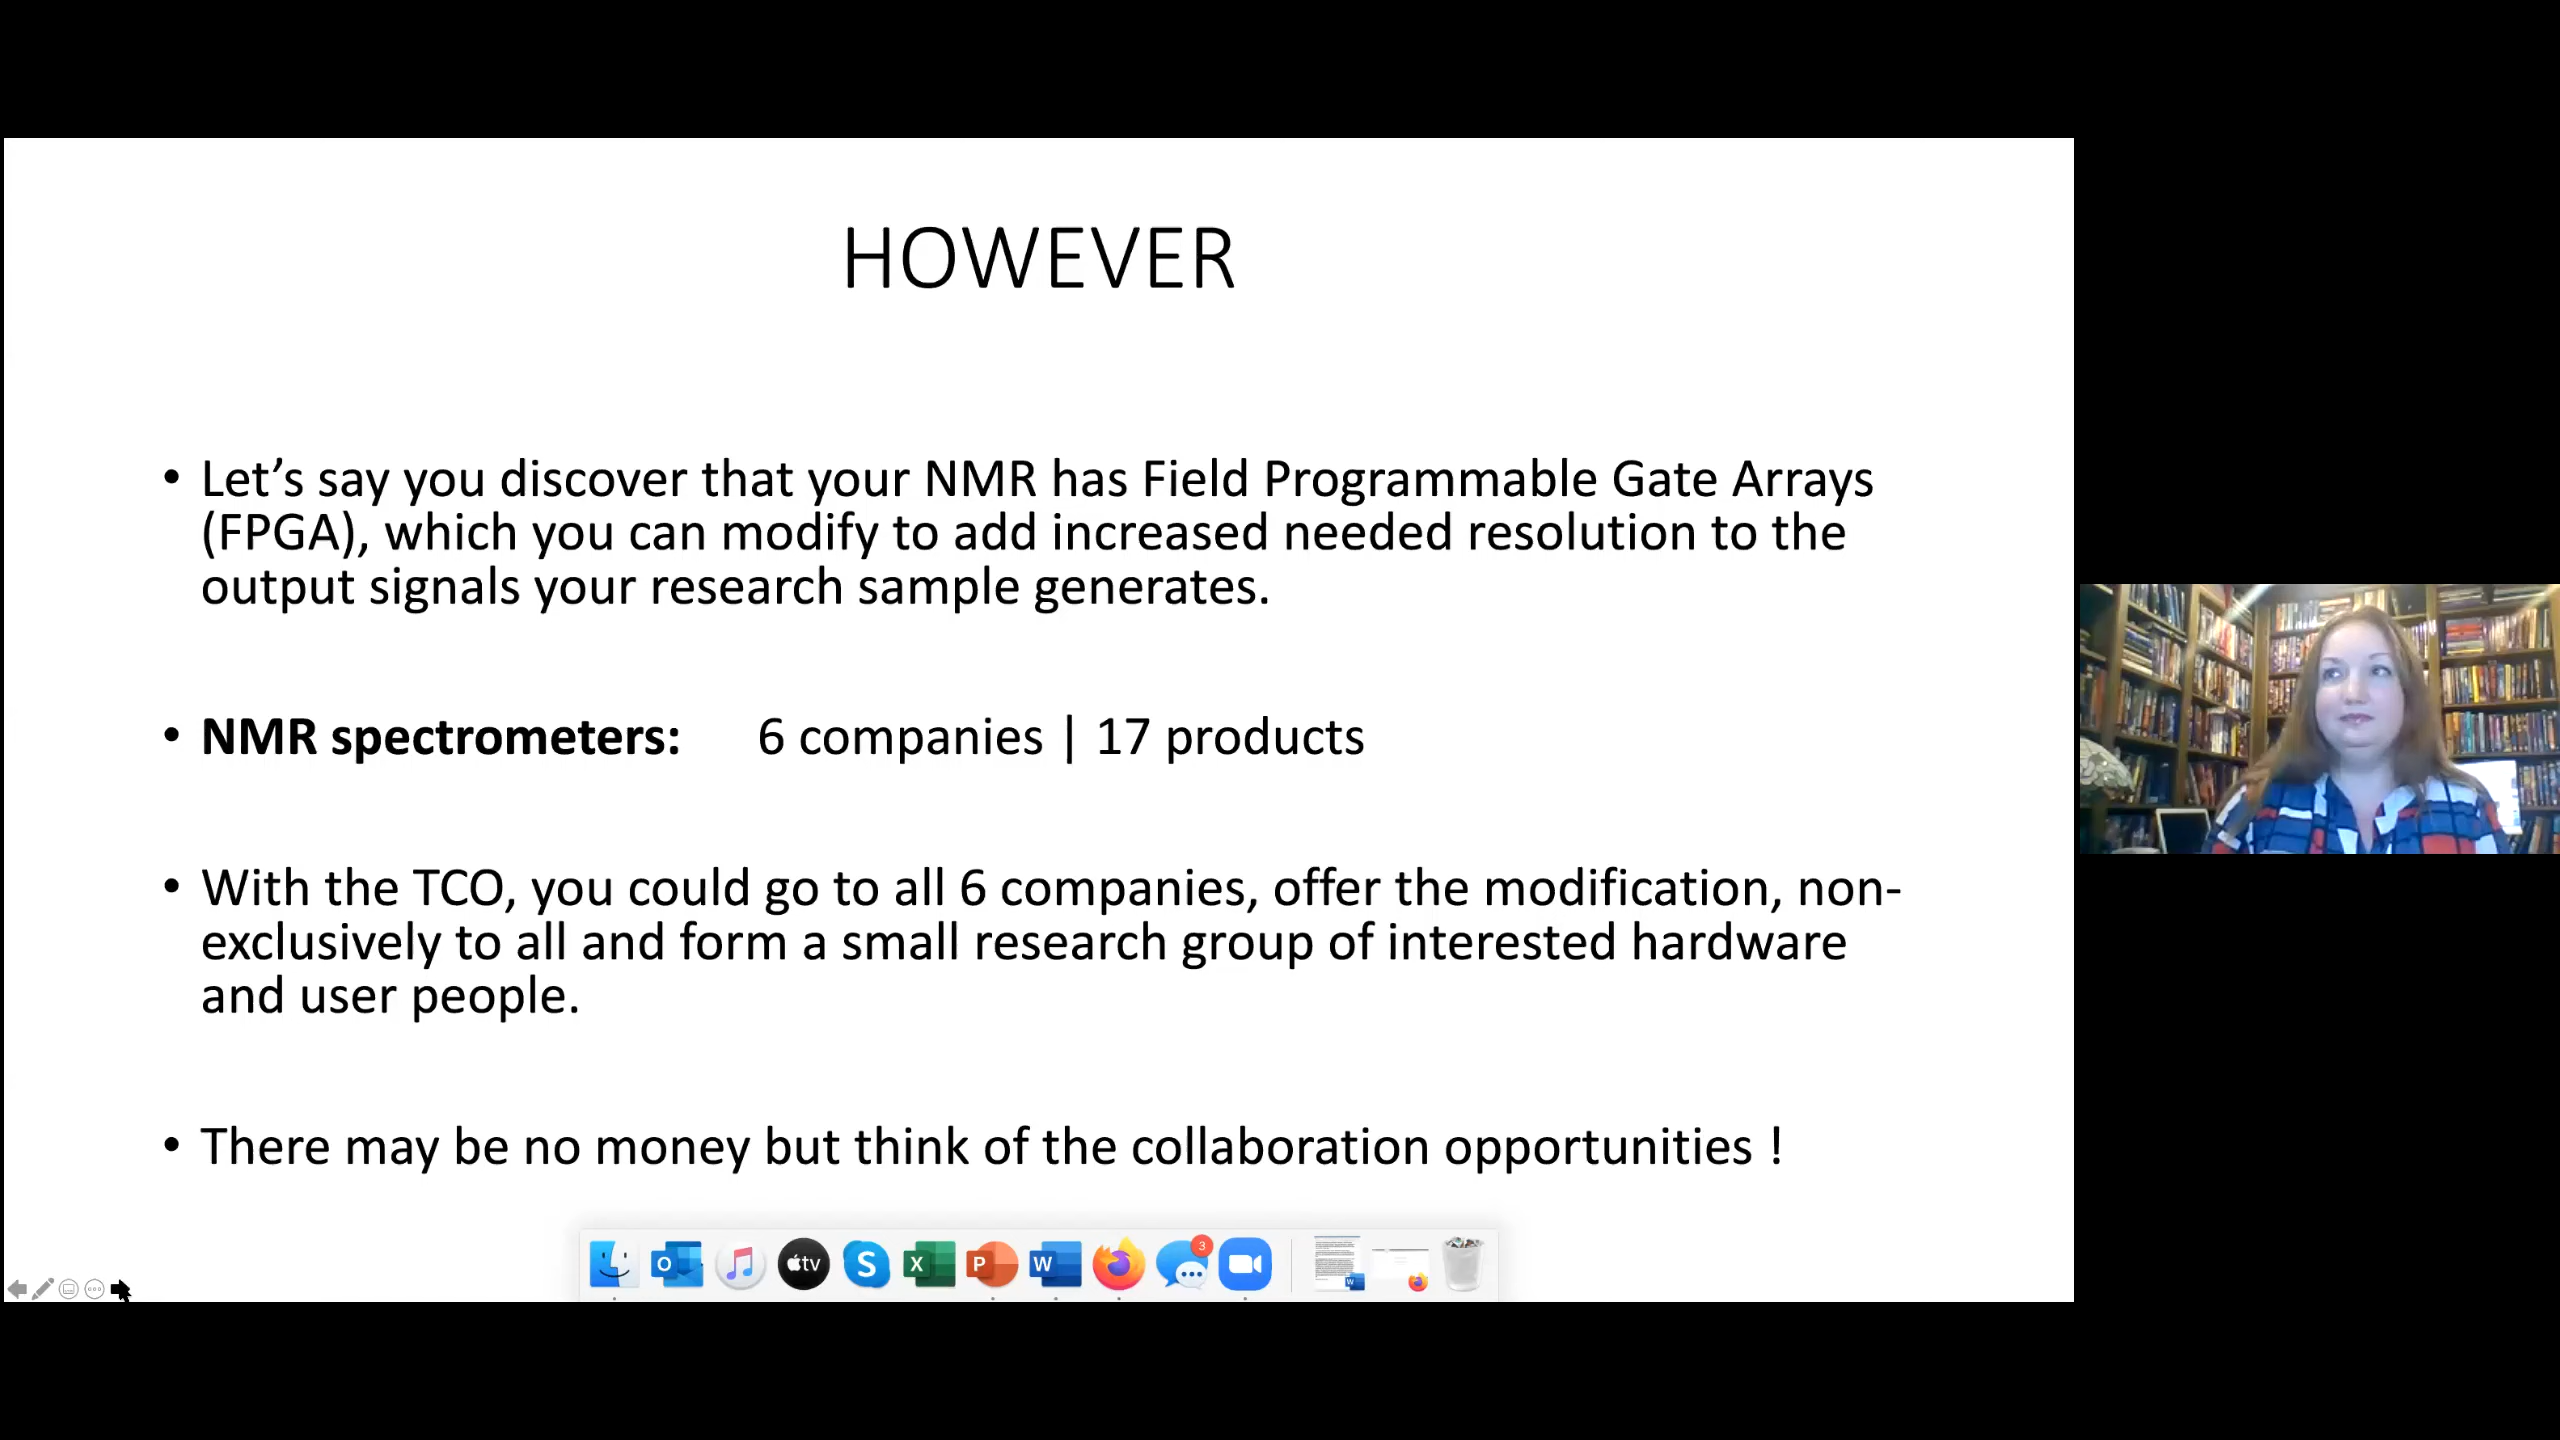 HOWEVER
• Let’s say you discover that your NMR has Field Programmable Gate Arrays
(FPGA), which you can modify to add increased needed resolution to the
output signals your research sample generates.
• NMR spectrometers: 6 companies | 17 products
• With the TCO, you could go to all 6 companies, offer the modification, non-
exclusively to all and form a small research group of interested hardware
and user people.
• There may be no money but think of the collaboration opportunities !
O
tv
S
X
P
W
3
W